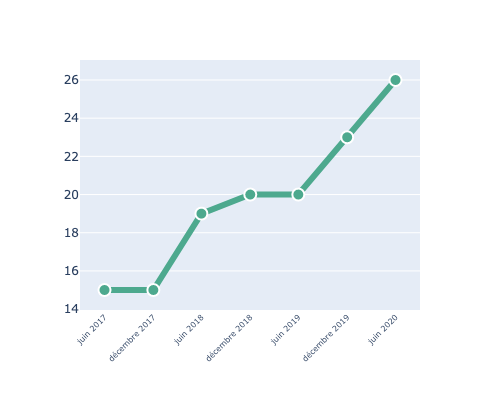 26
24
22
20
18
16
14
juin 2017
décembre 2017
juin 2018
décembre 2018
juin 2019
décembre 2019
juin 2020